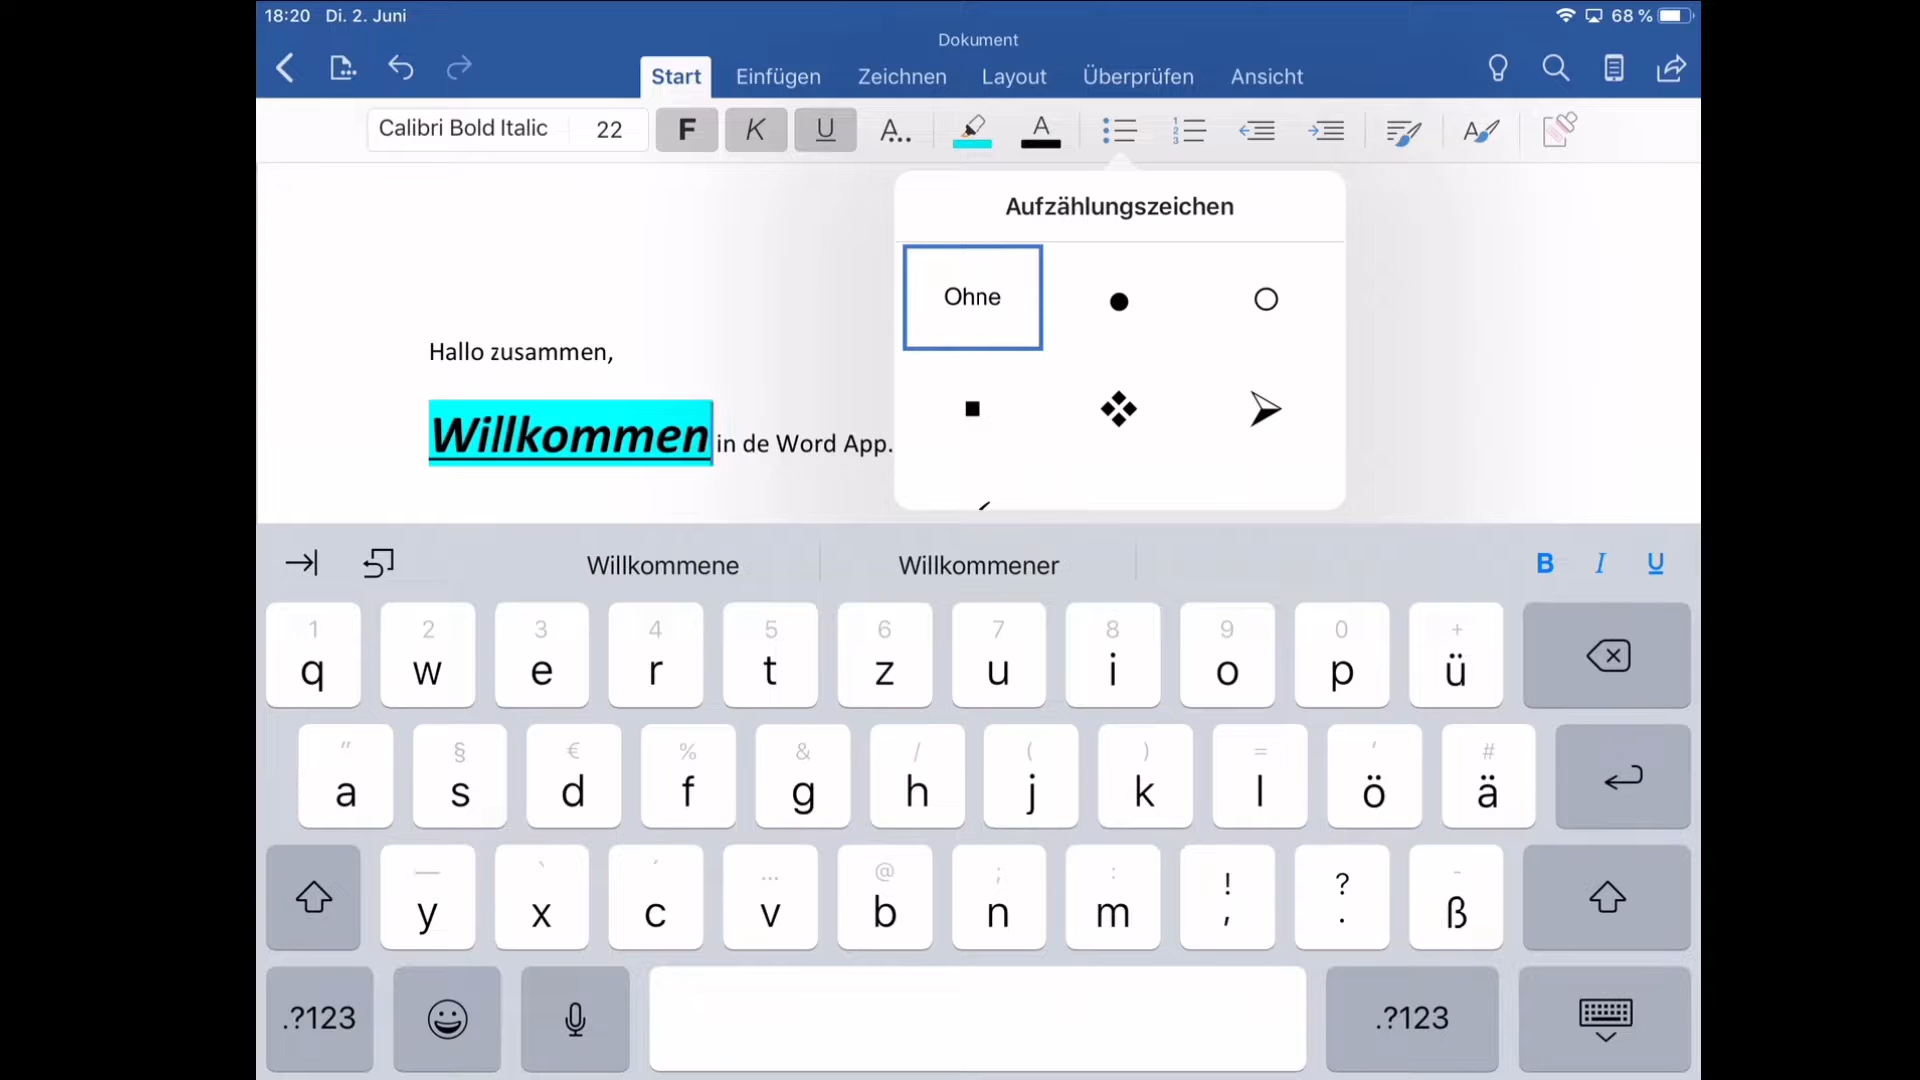 18:20 Di. 2. Juni 68 %
Dokument
Start Einfügen Zeichnen Layout Überprüfen Ansicht
Calibri Bold Italic 22 F K U A.. A
Aufzählungszeichen
Ohne
Hallo zusammen,
Willkommen in de Word App.
Willkommene Willkommener B I U
1 2 3 4 5 6 7 8 9 0 +
q w e r t z u i o p ü
" § € % & / ( ) = ' #
a s d f g h j k l ö ä
— ` ´ ... @ ; : ! ? -
y x c v b n m , . ß
.?123 .?123